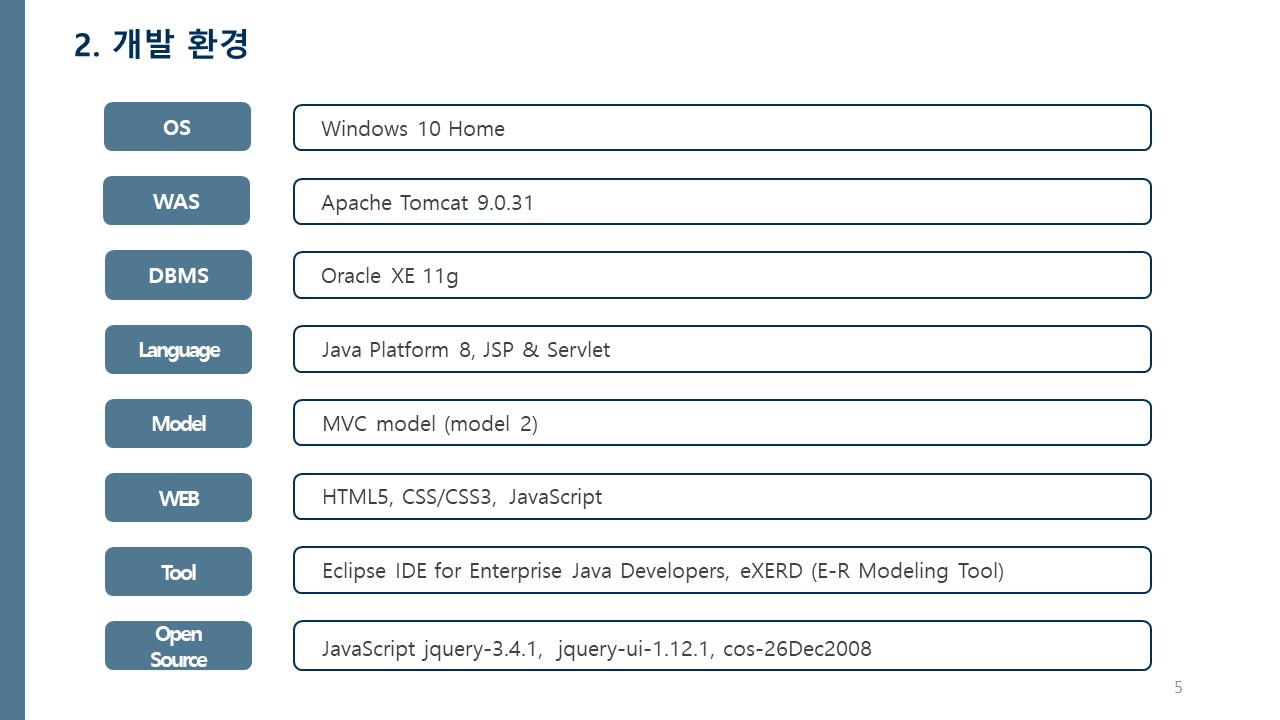 2. 개발 환경
OS
Windows 10 Home
WAS
Apache Tomcat 9.0.31
DBMS
Oracle XE 11g
Language
Java Platform 8, JSP & Servlet
Model
MVC model (model 2)
WEB
HTML5, CSS/CSS3, JavaScript
Tool
Eclipse IDE for Enterprise Java Developers, eXERD (E-R Modeling Tool)
Open
Source
JavaScript jquery-3.4.1, jquery-ui-1.12.1, cos-26Dec2008
5